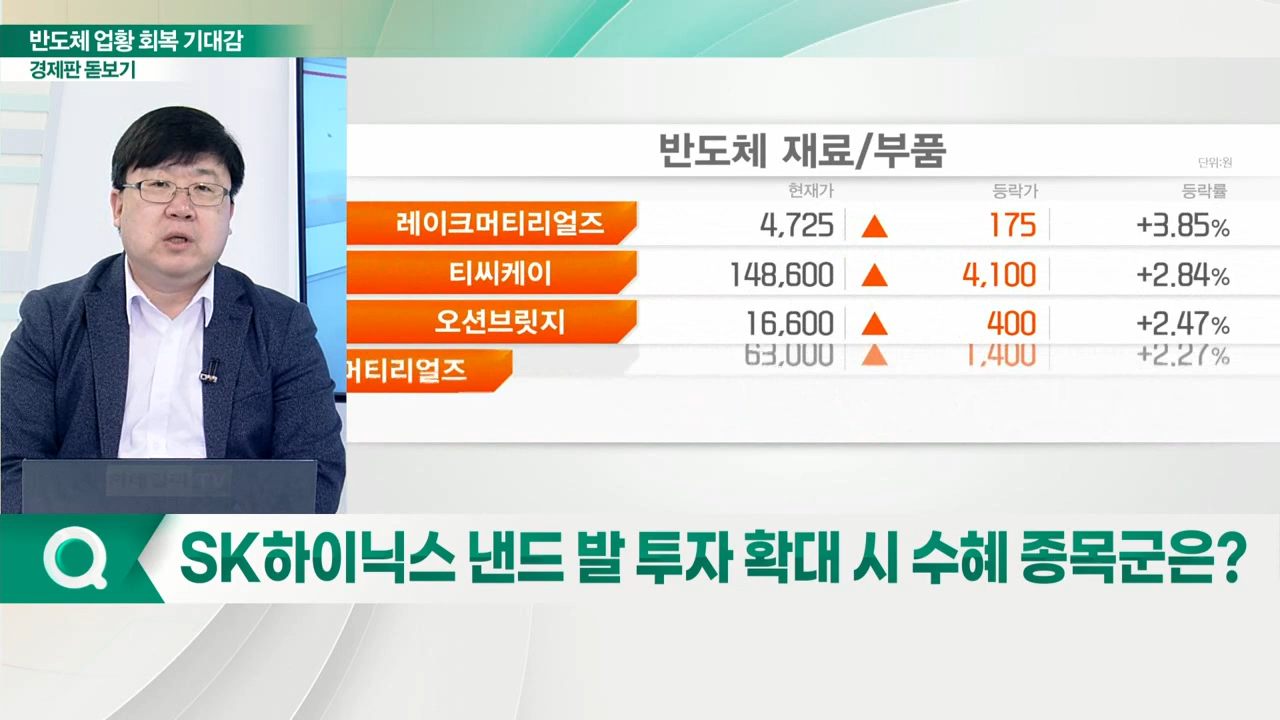 반도체 업황 회복 기대감
경제판 돋보기
반도체 재료/부품
단위:원
현재가 등락가 등락률
레이크머티리얼즈 4,725 ▲ 175 +3.85%
티씨케이 148,600 ▲ 4,100 +2.84%
오션브릿지 16,600 ▲ 400 +2.47%
머티리얼즈 63,000 ▲ 1,400 +2.27%
SK하이닉스 낸드 발 투자 확대 시 수혜 종목군은?